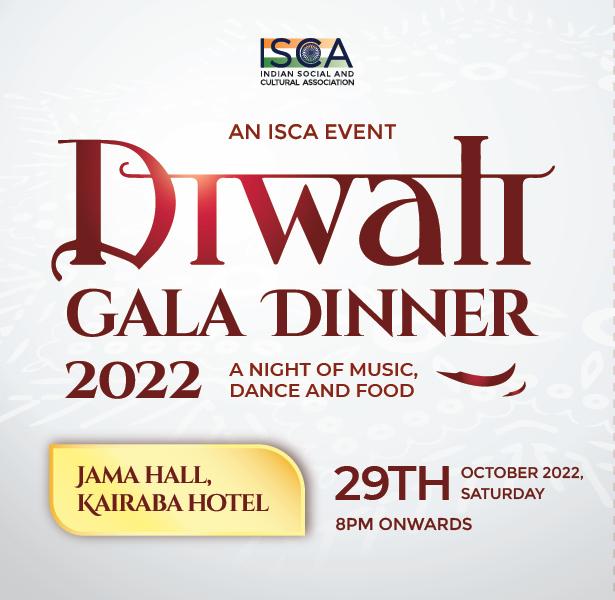 ISCA
INDIAN SOCIAL AND
CULTURAL ASSOCIATION
AN ISCA EVENT
Diwali
GALA DINNER
2022
A NIGHT OF MUSIC,
DANCE AND FOOD
JAMA HALL,
KAIRABA HOTEL
29TH
OCTOBER 2022,
SATURDAY
8PM ONWARDS